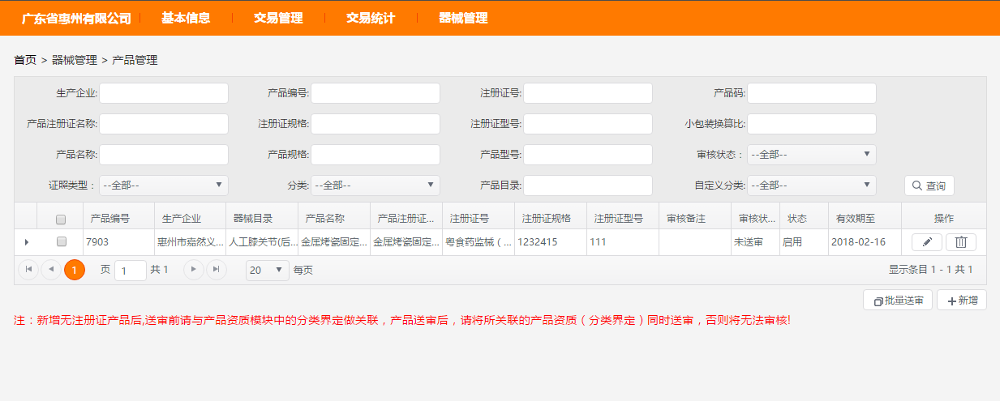 广东省惠州有限公司 基本信息 交易管理 交易统计 器械管理
首页 > 器械管理 > 产品管理
生产企业: 产品编号: 注册证号: 产品码:
产品注册证名称: 注册证规格: 注册证型号: 小包装换算比:
产品名称: 产品规格: 产品型号: 审核状态： --全部--
证照类型： --全部-- 分类: --全部-- 产品目录: 自定义分类: --全部-- 查询
产品编号 生产企业 器械目录 产品名称 产品注册证... 注册证号 注册证规格 注册证型号 审核备注 审核状... 状态 有效期至 操作
7903 惠州市嘉然义... 人工膝关节(后... 金属烤瓷固定... 金属烤瓷固定... 粤食药监械（... 1232415 111 未送审 启用 2018-02-16
1 页 1 共 1 20 每页 显示条目 1 - 1 共 1
批量送审 新增
注：新增无注册证产品后,送审前请与产品资质模块中的分类界定做关联，产品送审后，请将所关联的产品资质（分类界定）同时送审，否则将无法审核!